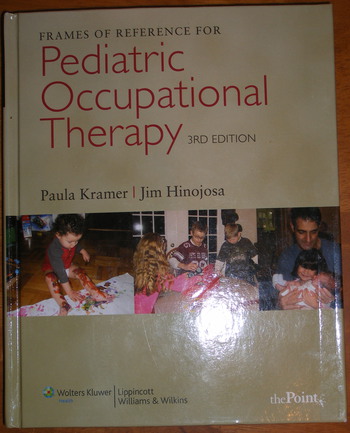 FRAMES OF REFERENCE FOR
Pediatric
Occupational
Therapy 3RD EDITION
Paula Kramer | Jim Hinojosa
Wolters Kluwer | Lippincott
Health Williams & Wilkins
thePoint